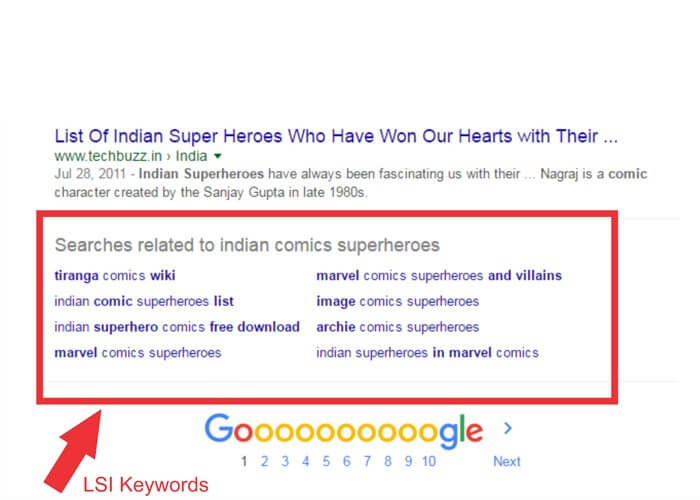 List Of Indian Super Heroes Who Have Won Our Hearts with Their ...
www.techbuzz.in › India ▼
Jul 28, 2011 - Indian Superheroes have always been fascinating us with their ... Nagraj is a comic
character created by the Sanjay Gupta in late 1980s.
Searches related to indian comics superheroes
tiranga comics wiki
indian comic superheroes list
indian superhero comics free download
marvel comics superheroes
marvel comics superheroes and villains
image comics superheroes
archie comics superheroes
indian superheroes in marvel comics
Goooooooooogle >
1 2 3 4 5 6 7 8 9 10 Next
LSI Keywords